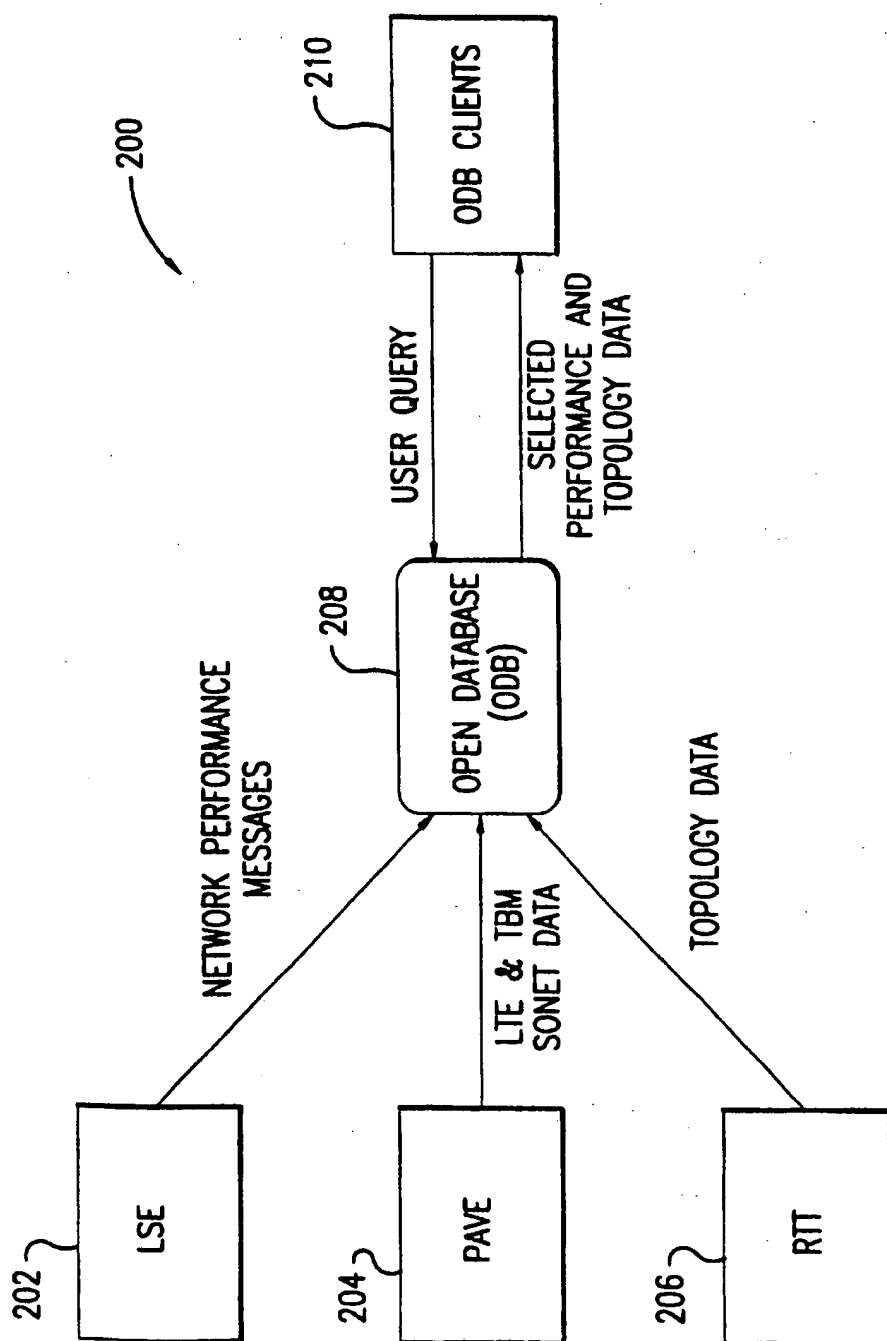 200
202
LSE
204
PAVE
206
RTT
NETWORK PERFORMANCE
MESSAGES
LTE & TBM
SONET DATA
TOPOLOGY DATA
208
OPEN DATABASE
(ODB)
USER QUERY
SELECTED
PERFORMANCE AND
TOPOLOGY DATA
210
ODB CLIENTS